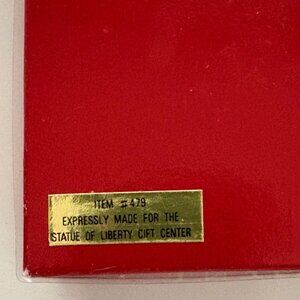 ITEM #479
EXPRESSLY MADE FOR THE
STATUE OF LIBERTY GIFT CENTER